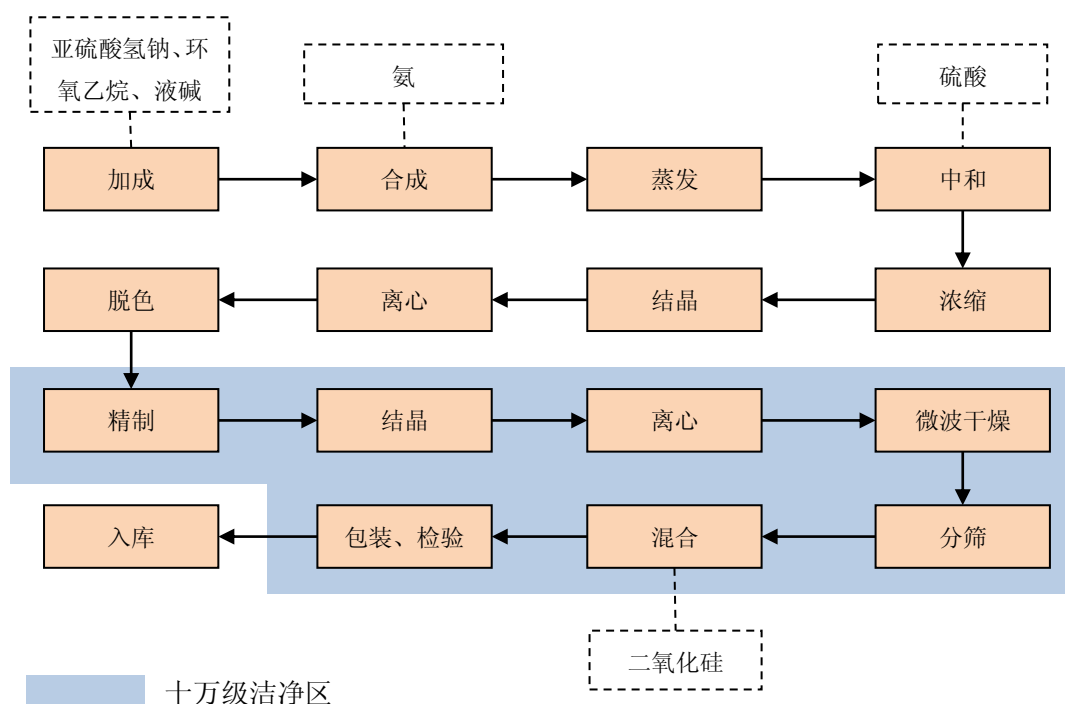 亚硫酸氢钠、环
氧乙烷、液碱
氨
硫酸
加成
合成
蒸发
中和
脱色
离心
结晶
浓缩
精制
结晶
离心
微波干燥
入库
包装、检验
混合
分筛
二氧化硅
十万级洁净区